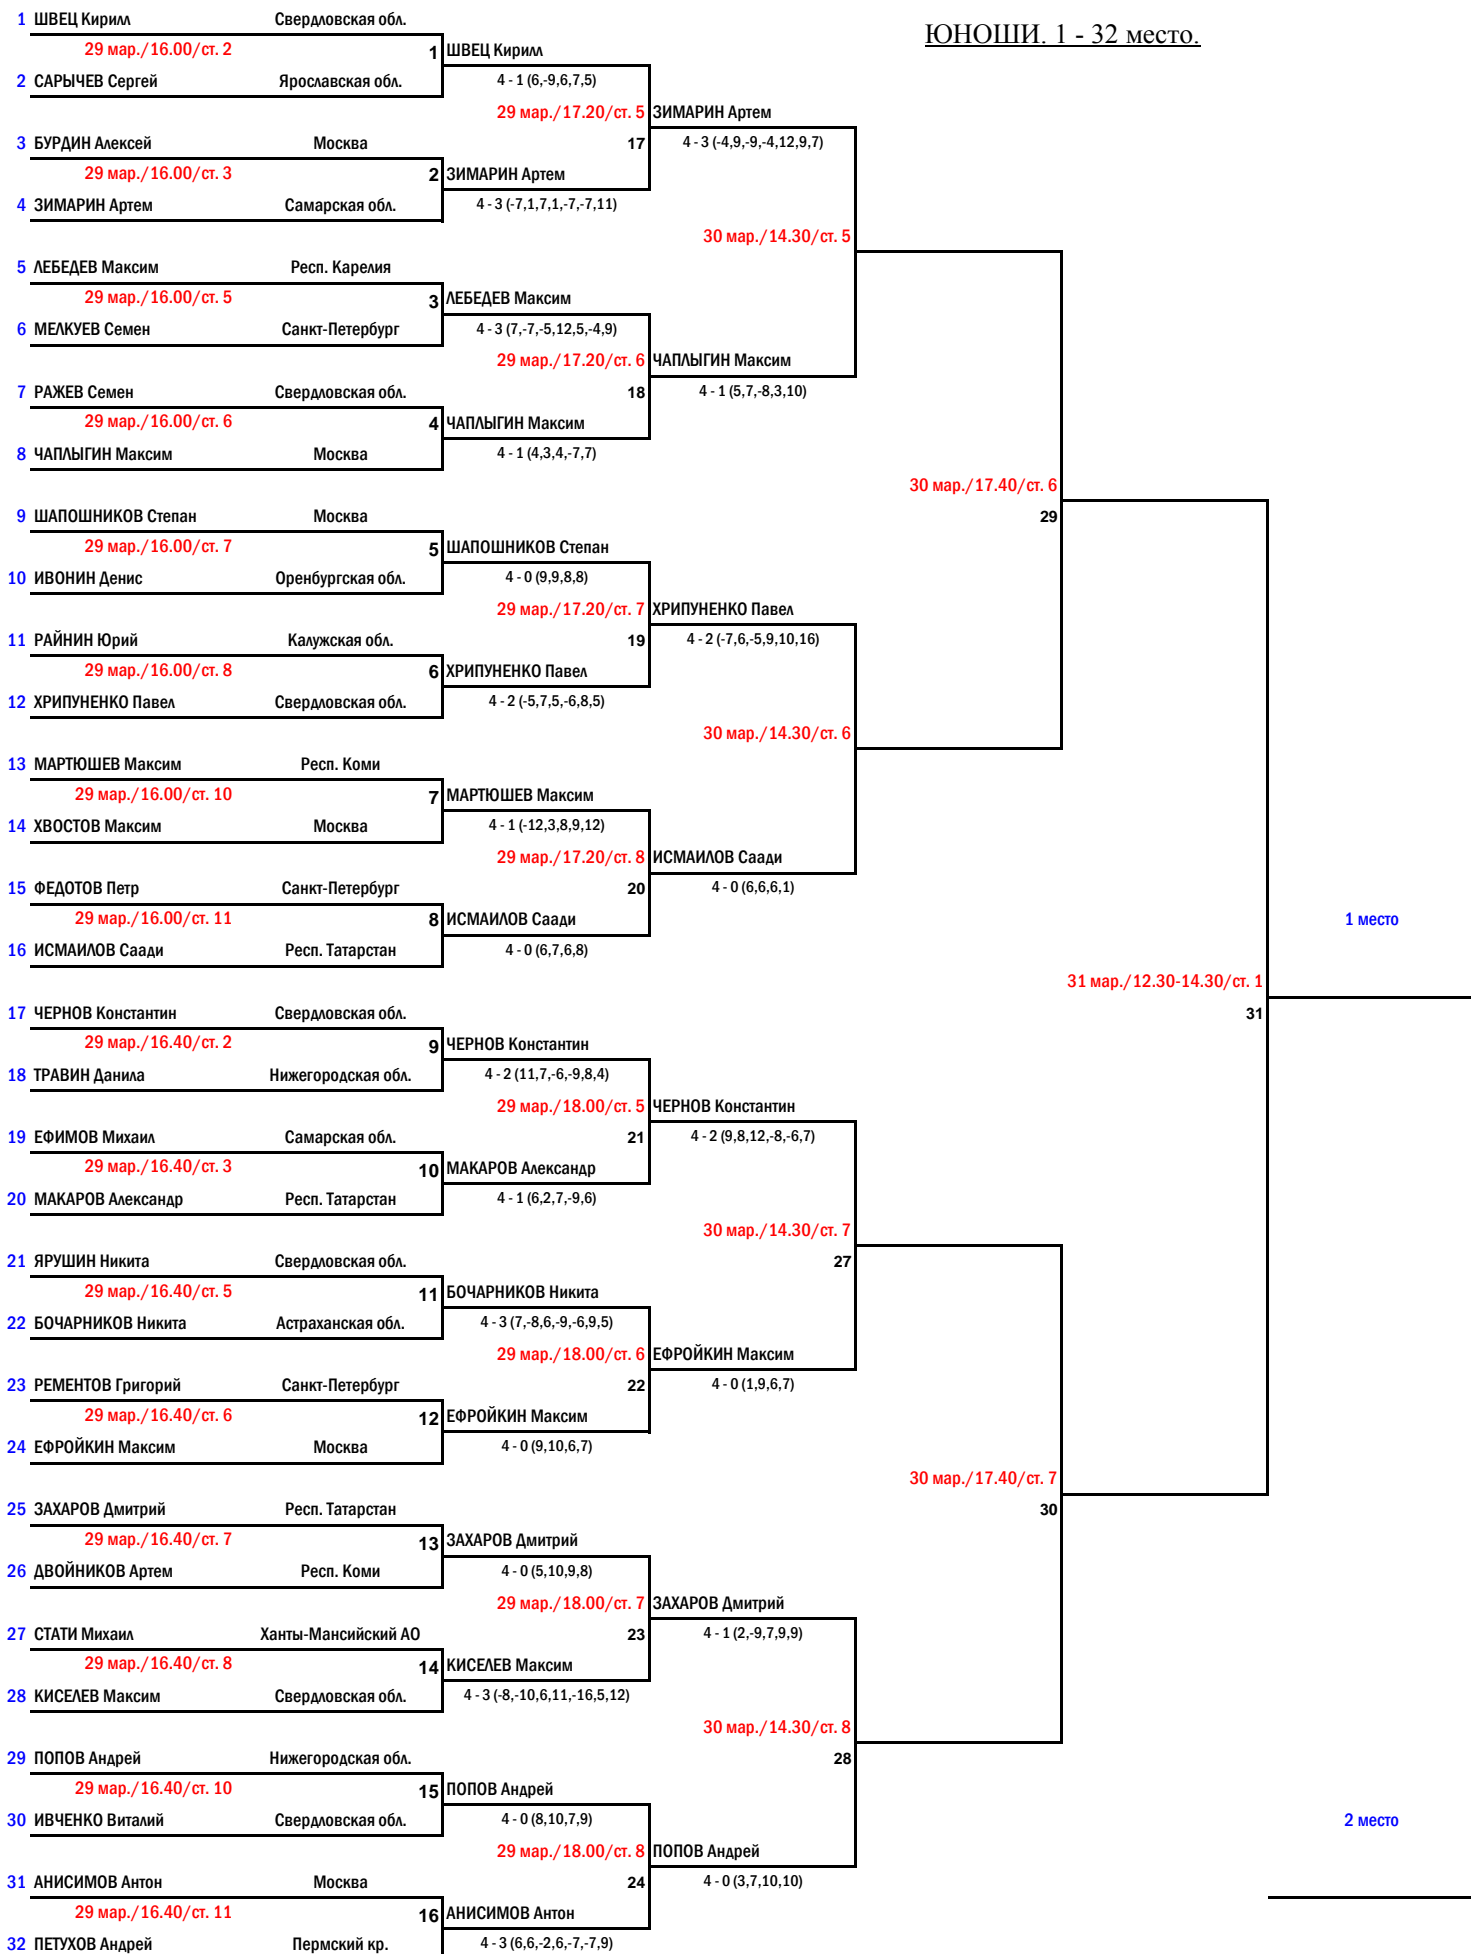 1 ШВЕЦ Кирилл Свердловская обл.
ЮНОШИ. 1 - 32 место.
29 мар./16.00/ст. 2 1 ШВЕЦ Кирилл
2 САРЫЧЕВ Сергей Ярославская обл. 4 - 1 (6,-9,6,7,5)
29 мар./17.20/ст. 5 ЗИМАРИН Артем
3 БУРДИН Алексей Москва 17 4 - 3 (-4,9,-9,-4,12,9,7)
29 мар./16.00/ст. 3 2 ЗИМАРИН Артем
4 ЗИМАРИН Артем Самарская обл. 4 - 3 (-7,1,7,1,-7,-7,11)
30 мар./14.30/ст. 5
5 ЛЕБЕДЕВ Максим Респ. Карелия
29 мар./16.00/ст. 5 3 ЛЕБЕДЕВ Максим
6 МЕЛКУЕВ Семен Санкт-Петербург 4 - 3 (7,-7,-5,12,5,-4,9)
29 мар./17.20/ст. 6 ЧАПЛЫГИН Максим
7 РАЖЕВ Семен Свердловская обл. 18 4 - 1 (5,7,-8,3,10)
29 мар./16.00/ст. 6 4 ЧАПЛЫГИН Максим
8 ЧАПЛЫГИН Максим Москва 4 - 1 (4,3,4,-7,7)
30 мар./17.40/ст. 6
9 ШАПОШНИКОВ Степан Москва 29
29 мар./16.00/ст. 7 5 ШАПОШНИКОВ Степан
10 ИВОНИН Денис Оренбургская обл. 4 - 0 (9,9,8,8)
29 мар./17.20/ст. 7 ХРИПУНЕНКО Павел
11 РАЙНИН Юрий Калужская обл. 19 4 - 2 (-7,6,-5,9,10,16)
29 мар./16.00/ст. 8 6 ХРИПУНЕНКО Павел
12 ХРИПУНЕНКО Павел Свердловская обл. 4 - 2 (-5,7,5,-6,8,5)
30 мар./14.30/ст. 6
13 МАРТЮШЕВ Максим Респ. Коми
29 мар./16.00/ст. 10 7 МАРТЮШЕВ Максим
14 ХВОСТОВ Максим Москва 4 - 1 (-12,3,8,9,12)
29 мар./17.20/ст. 8 ИСМАИЛОВ Саади
15 ФЕДОТОВ Петр Санкт-Петербург 20 4 - 0 (6,6,6,1)
29 мар./16.00/ст. 11 8 ИСМАИЛОВ Саади 1 место
16 ИСМАИЛОВ Саади Респ. Татарстан 4 - 0 (6,7,6,8)
31 мар./12.30-14.30/ст. 1
17 ЧЕРНОВ Константин Свердловская обл. 31
29 мар./16.40/ст. 2 9 ЧЕРНОВ Константин
18 ТРАВИН Данила Нижегородская обл. 4 - 2 (11,7,-6,-9,8,4)
29 мар./18.00/ст. 5 ЧЕРНОВ Константин
19 ЕФИМОВ Михаил Самарская обл. 21 4 - 2 (9,8,12,-8,-6,7)
29 мар./16.40/ст. 3 10 МАКАРОВ Александр
20 МАКАРОВ Александр Респ. Татарстан 4 - 1 (6,2,7,-9,6)
30 мар./14.30/ст. 7
21 ЯРУШИН Никита Свердловская обл. 27
29 мар./16.40/ст. 5 11 БОЧАРНИКОВ Никита
22 БОЧАРНИКОВ Никита Астраханская обл. 4 - 3 (7,-8,6,-9,-6,9,5)
29 мар./18.00/ст. 6 ЕФРОЙКИН Максим
23 РЕМЕНТОВ Григорий Санкт-Петербург 22 4 - 0 (1,9,6,7)
29 мар./16.40/ст. 6 12 ЕФРОЙКИН Максим
24 ЕФРОЙКИН Максим Москва 4 - 0 (9,10,6,7)
30 мар./17.40/ст. 7
25 ЗАХАРОВ Дмитрий Респ. Татарстан 30
29 мар./16.40/ст. 7 13 ЗАХАРОВ Дмитрий
26 ДВОЙНИКОВ Артем Респ. Коми 4 - 0 (5,10,9,8)
29 мар./18.00/ст. 7 ЗАХАРОВ Дмитрий
27 СТАТИ Михаил Ханты-Мансийский АО 23 4 - 1 (2,-9,7,9,9)
29 мар./16.40/ст. 8 14 КИСЕЛЕВ Максим
28 КИСЕЛЕВ Максим Свердловская обл. 4 - 3 (-8,-10,6,11,-16,5,12)
30 мар./14.30/ст. 8
29 ПОПОВ Андрей Нижегородская обл. 28
29 мар./16.40/ст. 10 15 ПОПОВ Андрей
30 ИВЧЕНКО Виталий Свердловская обл. 4 - 0 (8,10,7,9) 2 место
29 мар./18.00/ст. 8 ПОПОВ Андрей
31 АНИСИМОВ Антон Москва 24 4 - 0 (3,7,10,10)
29 мар./16.40/ст. 11 16 АНИСИМОВ Антон
32 ПЕТУХОВ Андрей Пермский кр. 4 - 3 (6,6,-2,6,-7,-7,9)